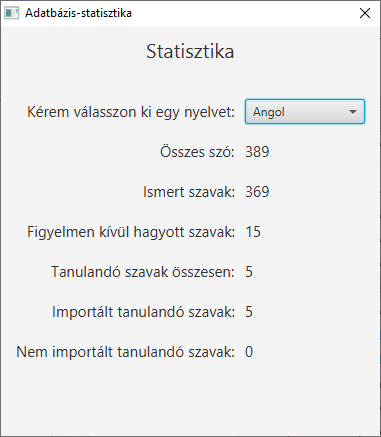 Adatbázis-statisztika
Statisztika
Kérem válasszon ki egy nyelvet: Angol
Összes szó: 389
Ismert szavak: 369
Figyelmen kívül hagyott szavak: 15
Tanulandó szavak összesen: 5
Importált tanulandó szavak: 5
Nem importált tanulandó szavak: 0